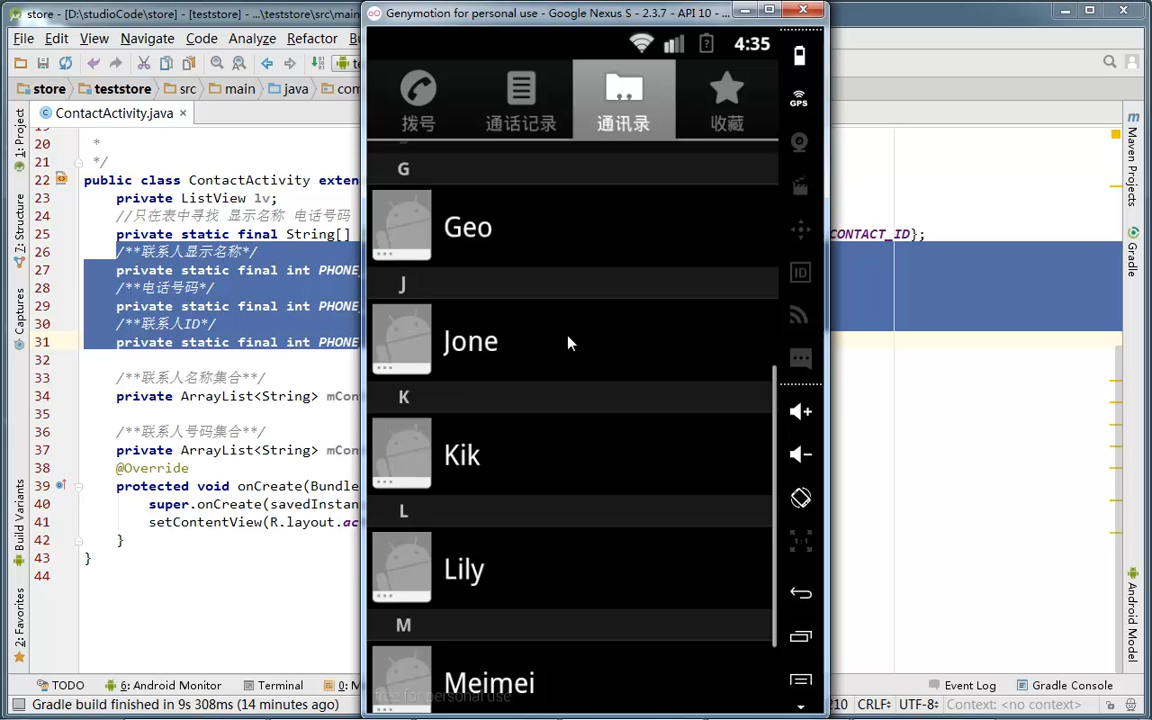 store - [D:\studioCode\store] - [teststore] - ...\teststore\src\main
Genymotion for personal use - Google Nexus S - 2.3.7 - API 10 - ...
File Edit View Navigate Code Analyze Refactor
store teststore src main java
ContactActivity.java
20 *
21 */
22 public class ContactActivity
23 private ListView lv;
24 //只在表中寻找 显示名称 电话号码
25 private static final String[] CONTACT_ID};
26 /**联系人显示名称*/
27 private static final int PHONE
28 /**电话号码*/
29 private static final int PHONE
30 /**联系人ID*/
31 private static final int PHONE
32
33 /**联系人名称集合**/
34 private ArrayList<String>
35
36 /**联系人号码集合**/
37 private ArrayList<String>
38 @Override
39 protected void onCreate(Bundle
40 super.onCreate(
41 setContentView(R.layout.
42 }
43 }
44
4:35
拨号 通话记录 通讯录 收藏
G
Geo
J
Jone
K
Kik
L
Lily
M
Meimei
free for personal use
GPS
ID
1:1
1: Project
7: Structure
Captures
Build Variants
2: Favorites
Maven Projects
Gradle
Android Model
TODO 6: Android Monitor Terminal 0: Event Log Gradle Console
Gradle build finished in 9s 308ms (14 minutes ago) CRLF UTF-8 Context: <no context>